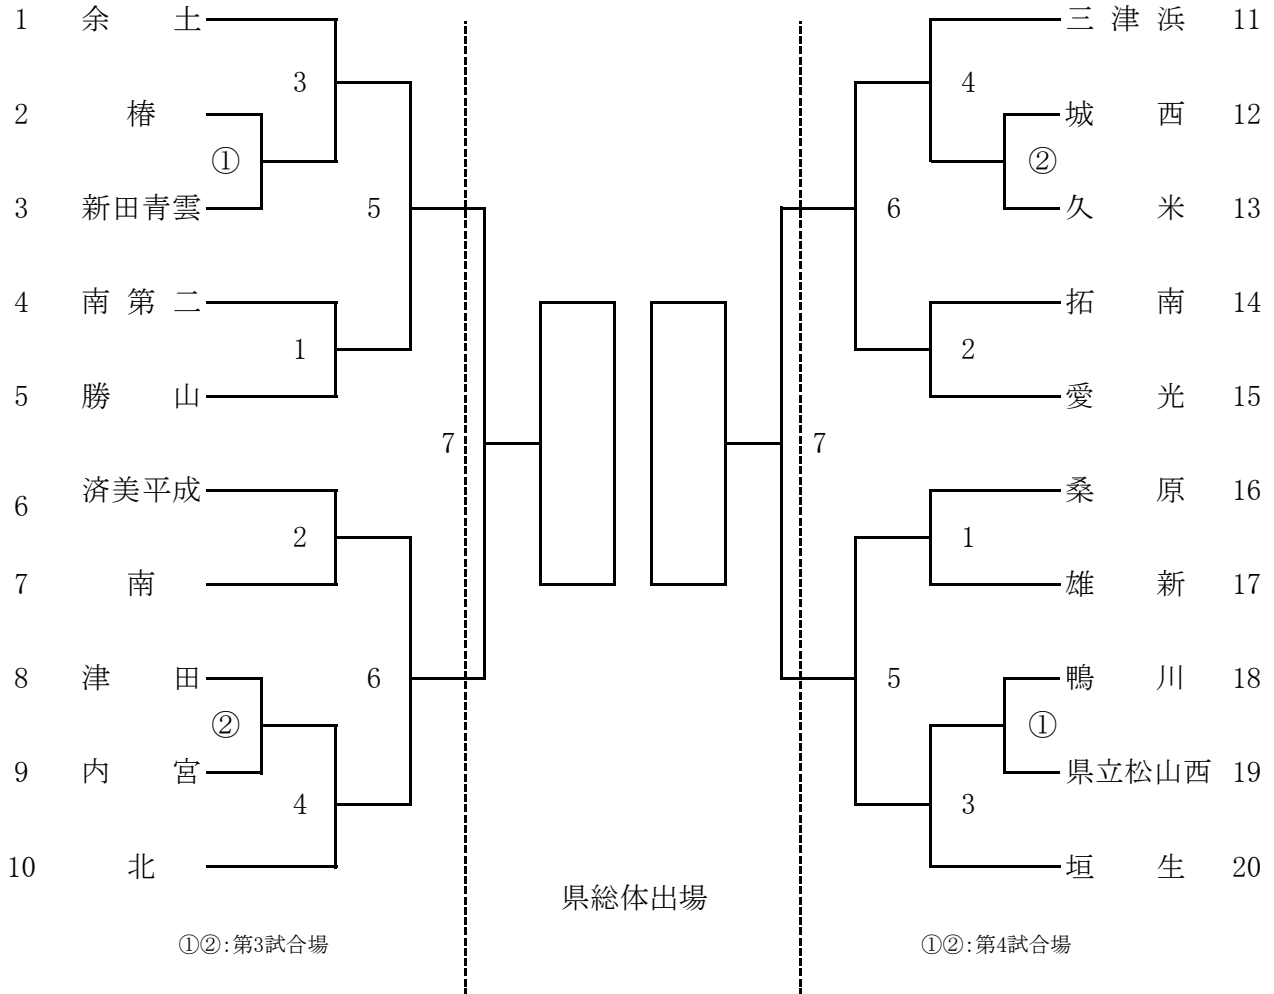 1 余土
3
2 椿
①
3 新田青雲
5
4 南第二
1
5 勝山
7
6 済美平成
2
7 南
8 津田
6
②
9 内宮
4
10 北
①②:第3試合場
県総体出場
三津浜 11
4
城西 12
②
久米 13
6
拓南 14
2
愛光 15
7
桑原 16
1
雄新 17
鴨川 18
5
①
県立松山西 19
3
垣生 20
①②:第4試合場